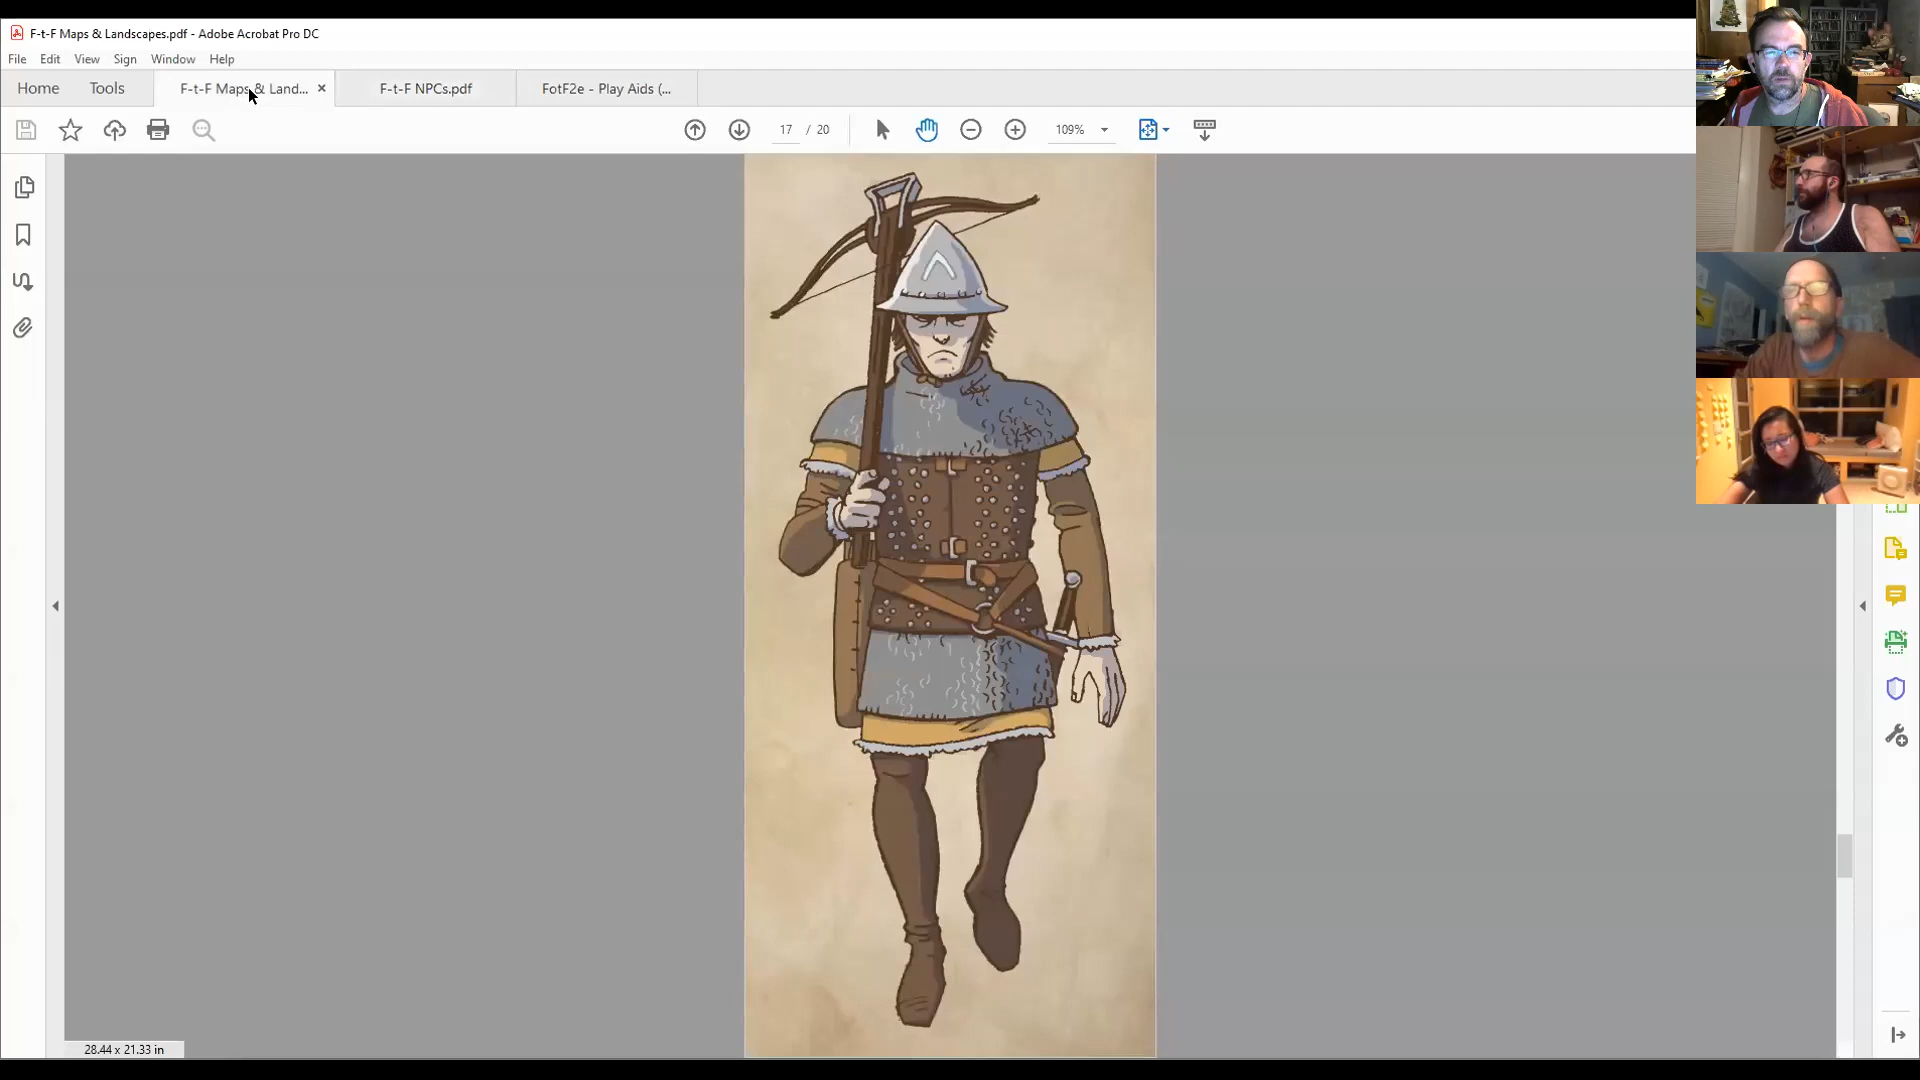 F-t-F Maps & Landscapes.pdf - Adobe Acrobat Pro DC
File Edit View Sign Window Help
Home Tools F-t-F Maps & Land... × F-t-F NPCs.pdf FotF2e - Play Aids (...
17 / 20 109%
28.44 x 21.33 in